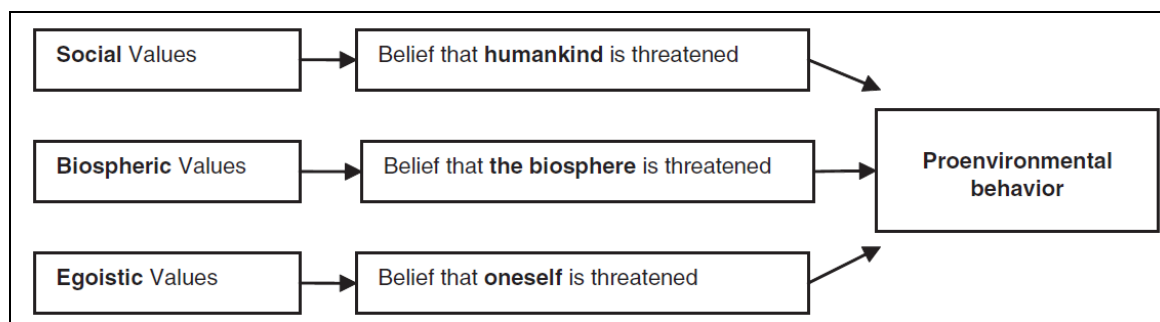 Social Values
Belief that humankind is threatened
Biospheric Values
Belief that the biosphere is threatened
Proenvironmental
behavior
Egoistic Values
Belief that oneself is threatened